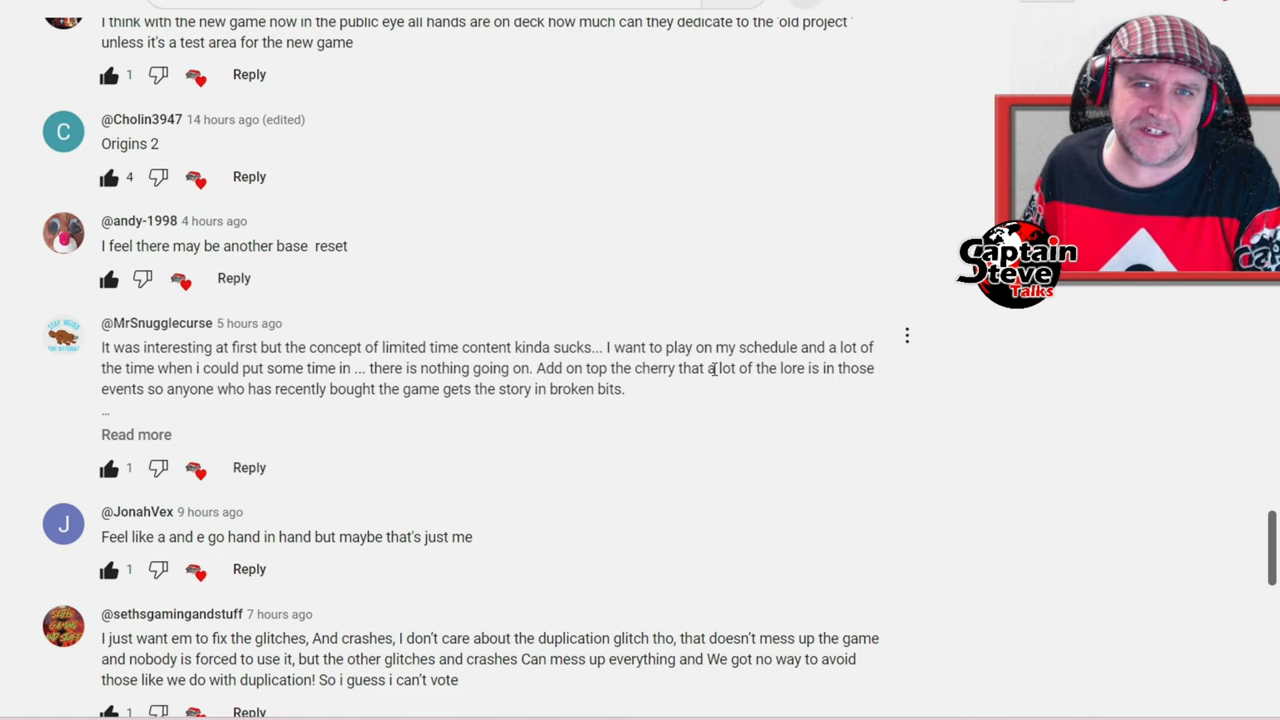 I think with the new game now in the public eye all hands are on deck how much can they dedicate to the 'old project '
unless it's a test area for the new game
1 Reply
C
@Cholin3947 14 hours ago (edited)
Origins 2
4 Reply
@andy-1998 4 hours ago
I feel there may be another base reset
Reply
@MrSnugglecurse 5 hours ago
It was interesting at first but the concept of limited time content kinda sucks... I want to play on my schedule and a lot of
the time when i could put some time in ... there is nothing going on. Add on top the cherry that a lot of the lore is in those
events so anyone who has recently bought the game gets the story in broken bits.
...
Read more
1 Reply
J
@JonahVex 9 hours ago
Feel like a and e go hand in hand but maybe that's just me
1 Reply
@sethsgamingandstuff 7 hours ago
I just want em to fix the glitches, And crashes, I don't care about the duplication glitch tho, that doesn't mess up the game
and nobody is forced to use it, but the other glitches and crashes Can mess up everything and We got no way to avoid
those like we do with duplication! So i guess i can't vote
1 Reply
Captain
Steve
Talks